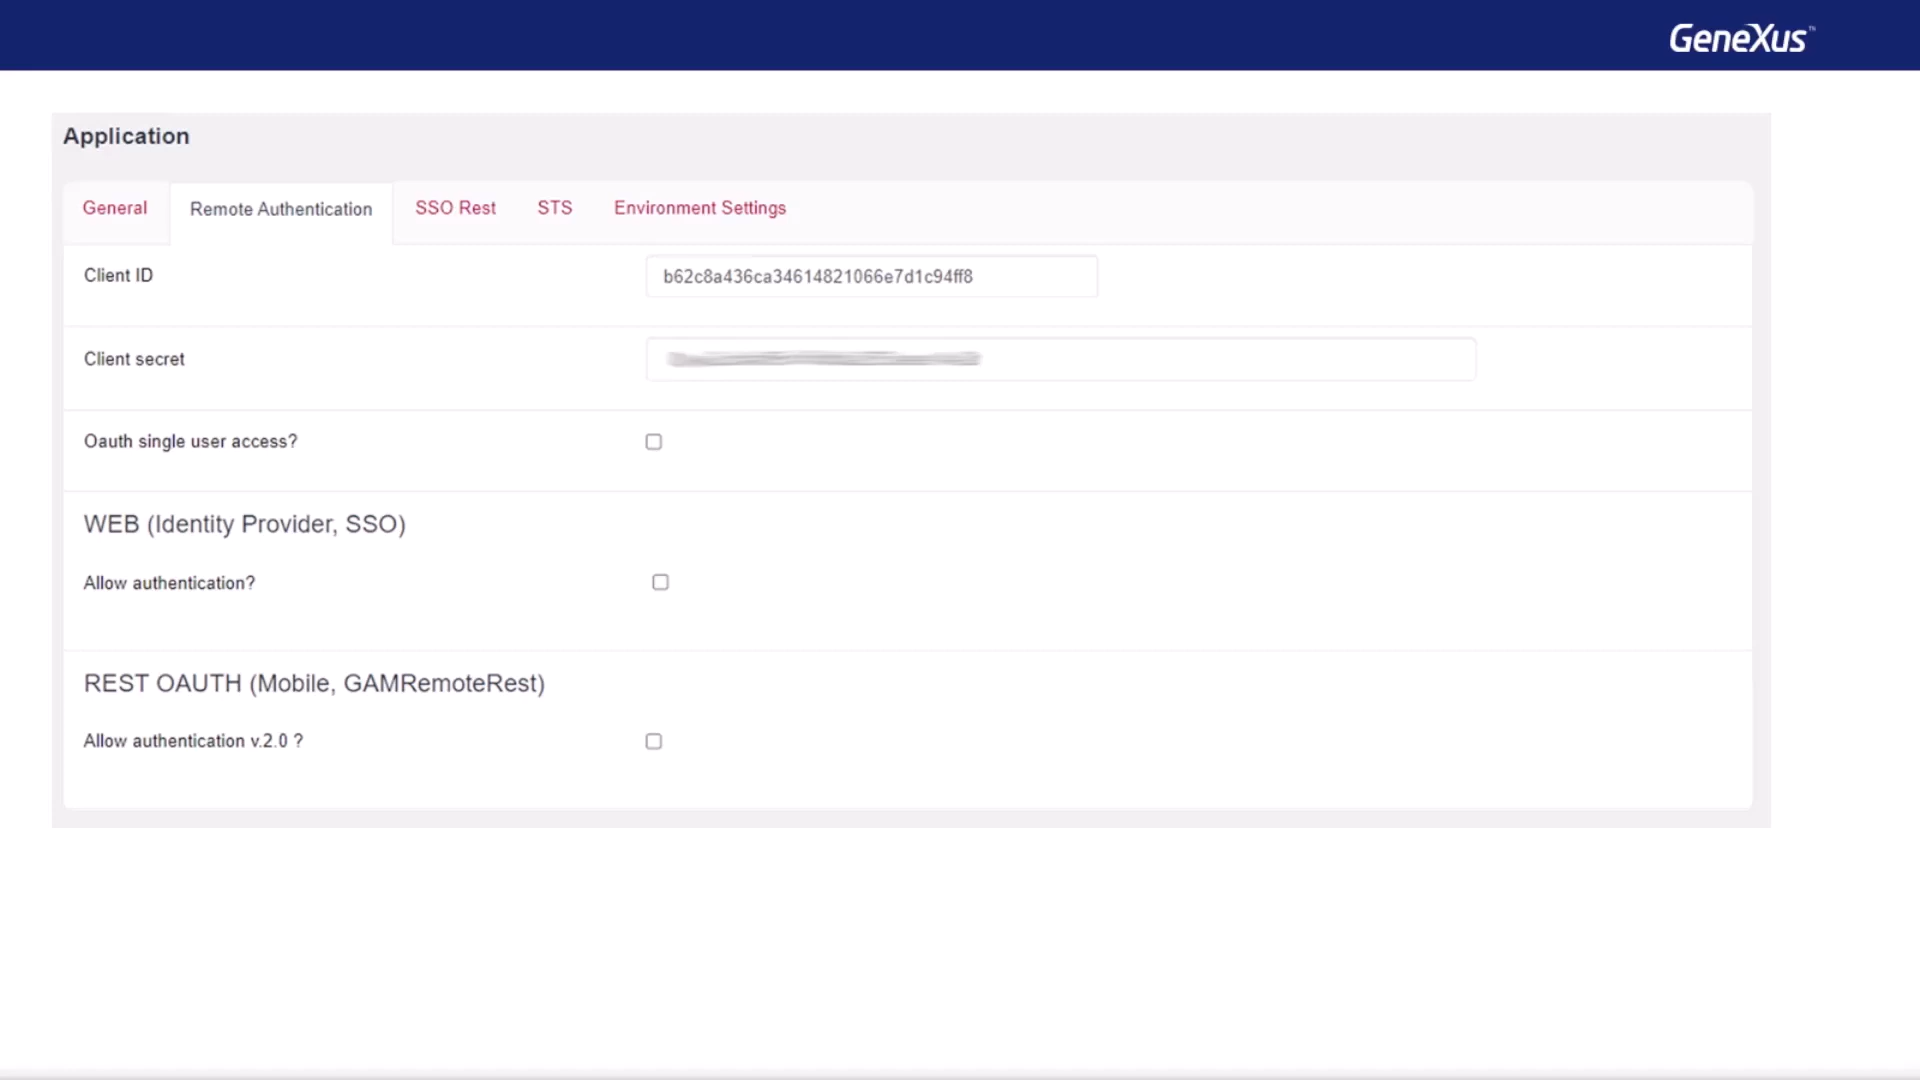 GeneXus™
Application
General Remote Authentication SSO Rest STS Environment Settings
Client ID b62c8a436ca34614821066e7d1c94ff8
Client secret
Oauth single user access?
WEB (Identity Provider, SSO)
Allow authentication?
REST OAUTH (Mobile, GAMRemoteRest)
Allow authentication v.2.0 ?